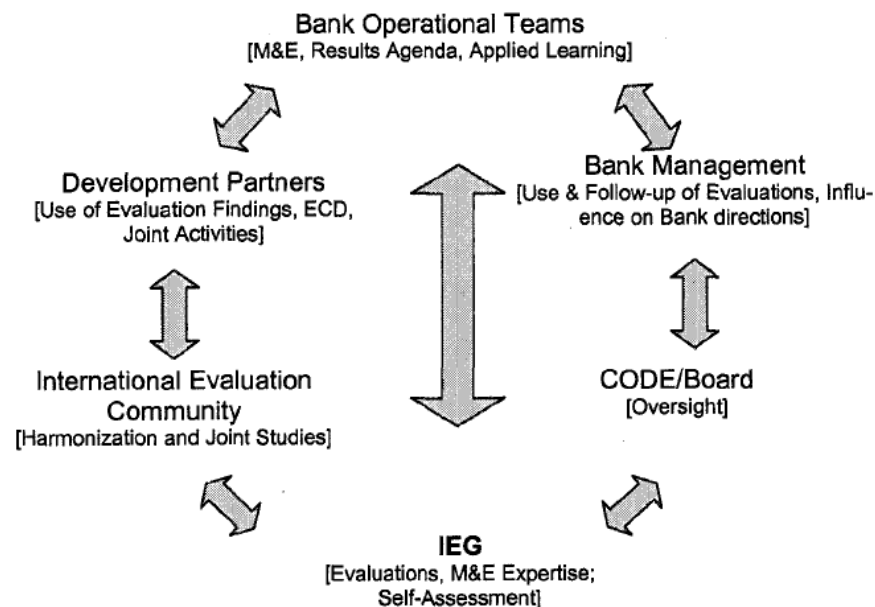 Bank Operational Teams
[M&E, Results Agenda, Applied Learning]
Development Partners
[Use of Evaluation Findings, ECD,
Joint Activities]
Bank Management
[Use & Follow-up of Evaluations, Influ-
ence on Bank directions]
International Evaluation
Community
[Harmonization and Joint Studies]
CODE/Board
[Oversight]
IEG
[Evaluations, M&E Expertise;
Self-Assessment]